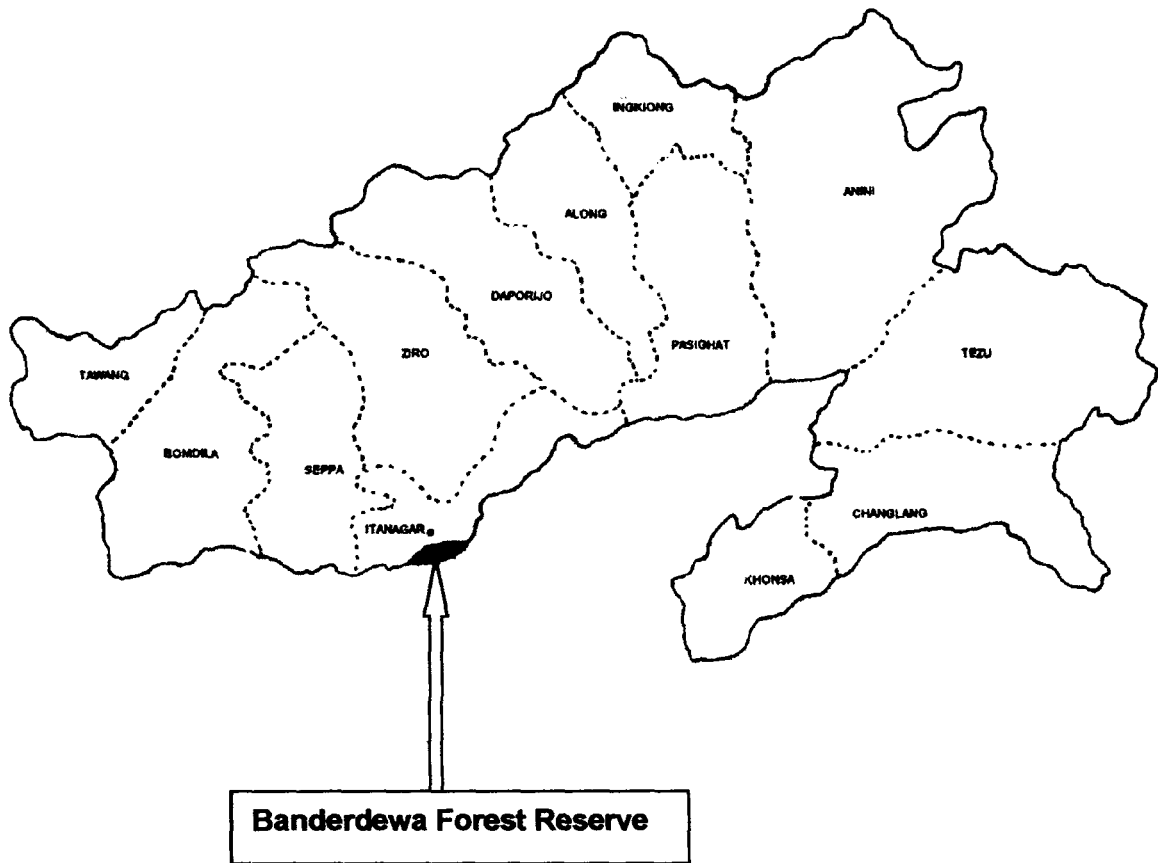 INGKIONG
ANINI
ALONG
DAPORIJO
PASIGHAT
ZIRO
TEZU
TAWANG
BOMDILA
SEPPA
ITANAGAR
CHANGLANG
KHONSA
Banderdewa Forest Reserve